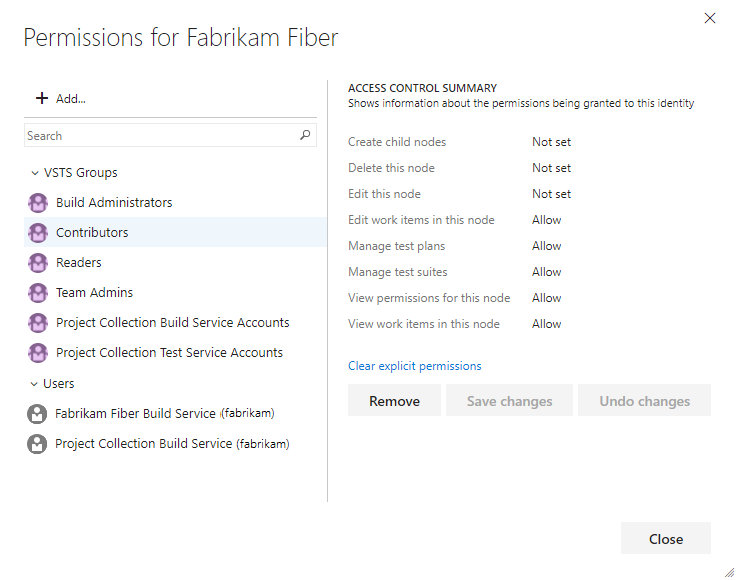 Permissions for Fabrikam Fiber
Add...
Search
VSTS Groups
Build Administrators
Contributors
Readers
Team Admins
Project Collection Build Service Accounts
Project Collection Test Service Accounts
Users
Fabrikam Fiber Build Service (fabrikam)
Project Collection Build Service (fabrikam)
ACCESS CONTROL SUMMARY
Shows information about the permissions being granted to this identity
Create child nodes Not set
Delete this node Not set
Edit this node Not set
Edit work items in this node Allow
Manage test plans Allow
Manage test suites Allow
View permissions for this node Allow
View work items in this node Allow
Clear explicit permissions
Remove Save changes Undo changes
Close